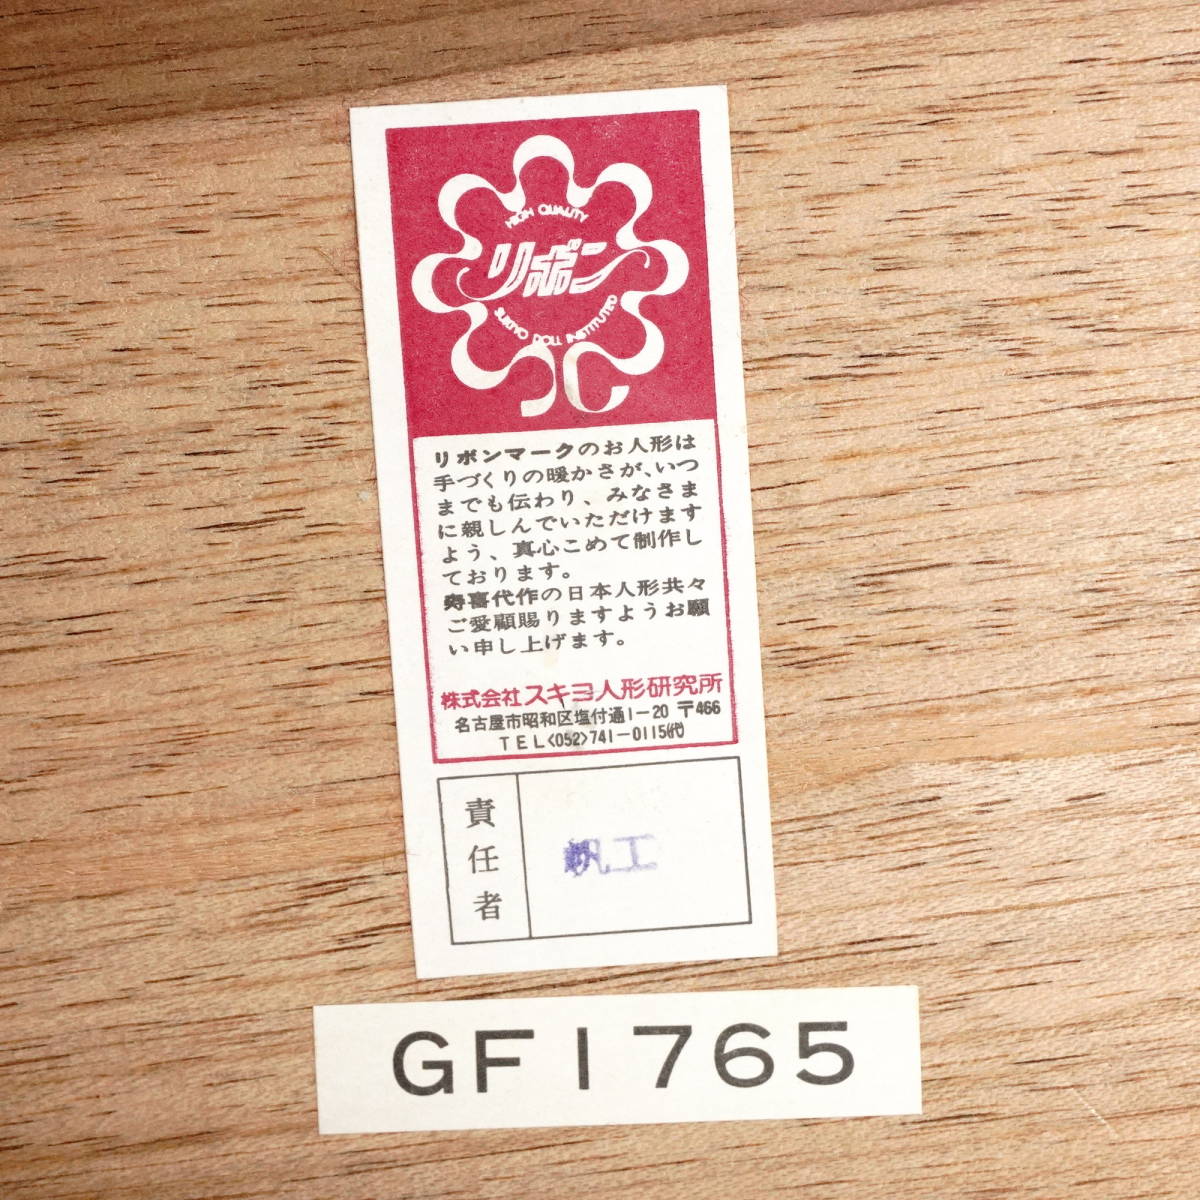 HIGH QUALITY
リボン
SUKIYO DOLL INSTITUTED
リボンマークのお人形は
手づくりの暖かさが、いつ
までも伝わり、みなさま
に親しんでいただけます
よう、真心こめて制作し
ております。
寿喜代作の日本人形共々
ご愛顧賜りますようお願
い申し上げます。
株式会社スキヨ人形研究所
名古屋市昭和区塩付通1-20 〒466
TEL<052>741-0115㈹
責任者
帆工
GF1765